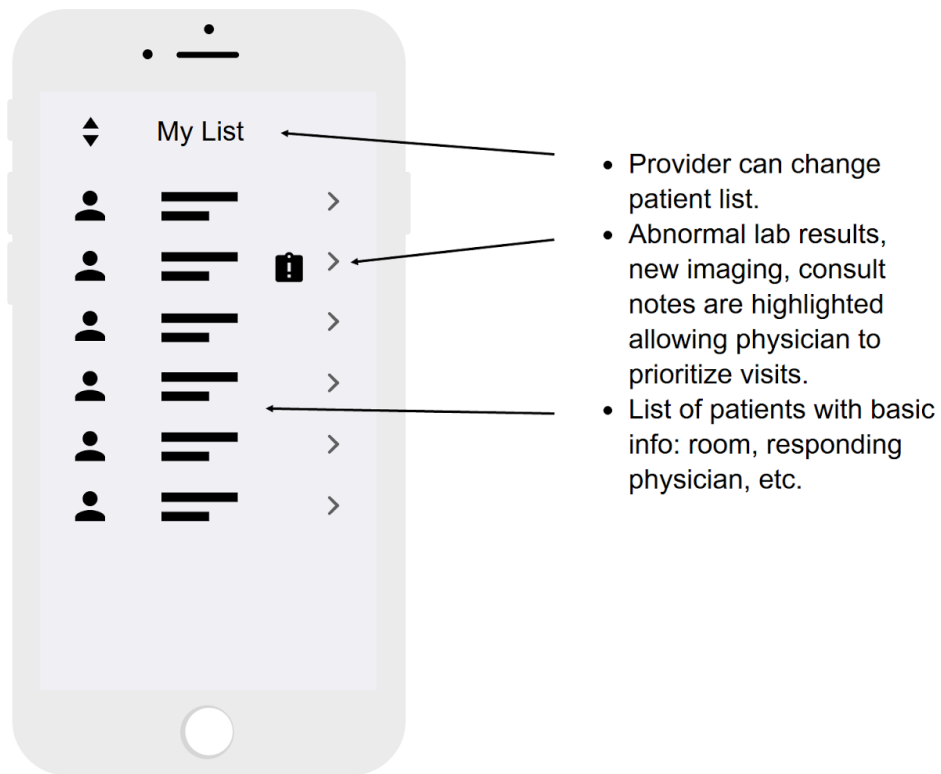 My List
• Provider can change
patient list.
• Abnormal lab results,
new imaging, consult
notes are highlighted
allowing physician to
prioritize visits.
• List of patients with basic
info: room, responding
physician, etc.